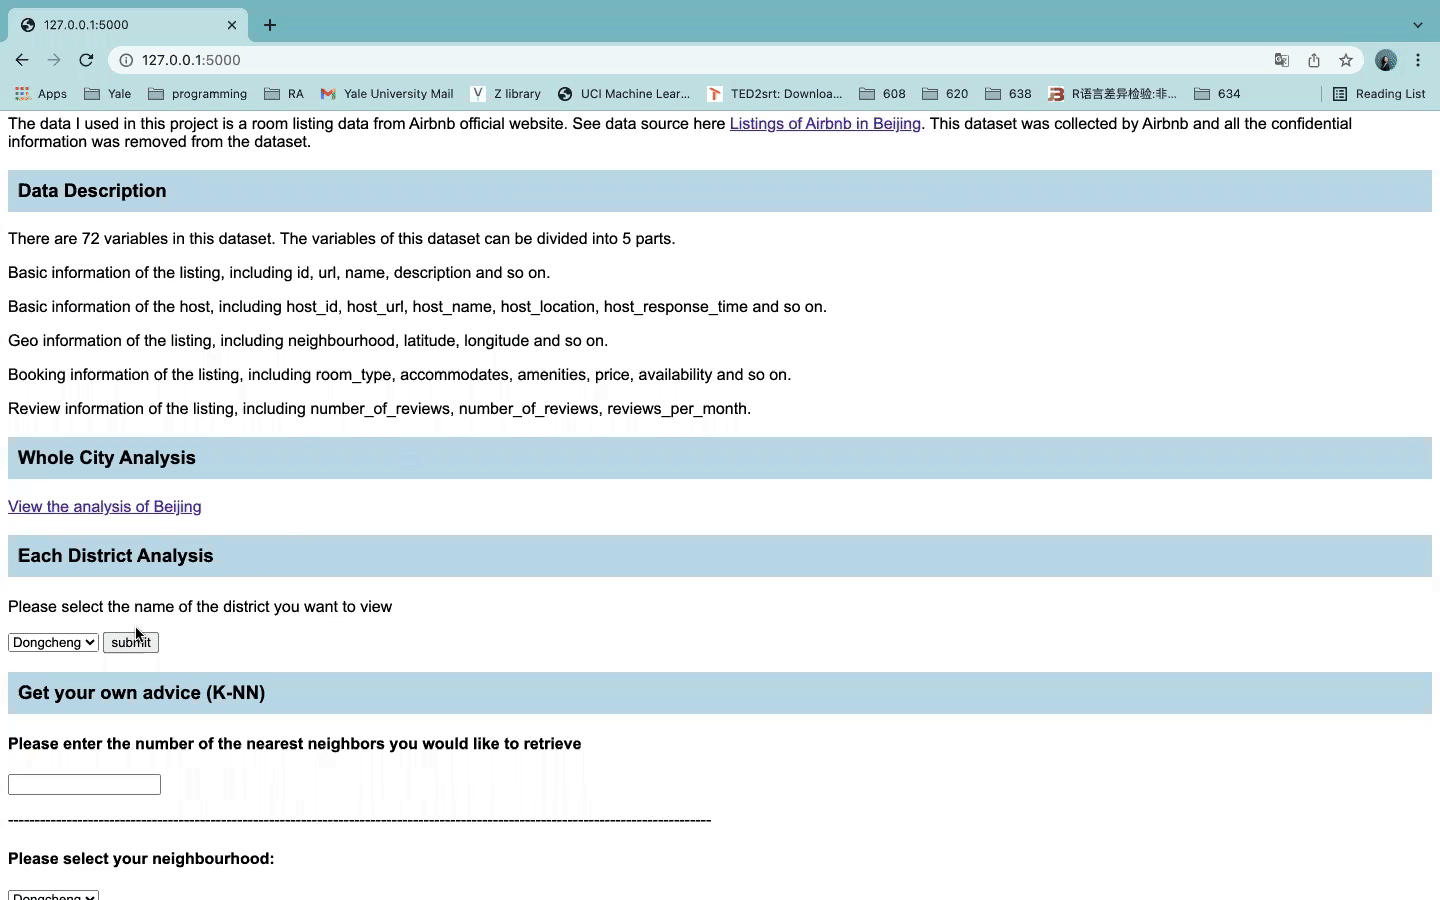 127.0.0.1:5000
127.0.0.1:5000
Apps Yale programming RA Yale University Mail Z library UCI Machine Lear... TED2srt: Downloa... 608 620 638 R语言差异检验:非... 634 Reading List
The data I used in this project is a room listing data from Airbnb official website. See data source here Listings of Airbnb in Beijing. This dataset was collected by Airbnb and all the confidential
information was removed from the dataset.
Data Description
There are 72 variables in this dataset. The variables of this dataset can be divided into 5 parts.
Basic information of the listing, including id, url, name, description and so on.
Basic information of the host, including host_id, host_url, host_name, host_location, host_response_time and so on.
Geo information of the listing, including neighbourhood, latitude, longitude and so on.
Booking information of the listing, including room_type, accommodates, amenities, price, availability and so on.
Review information of the listing, including number_of_reviews, number_of_reviews, reviews_per_month.
Whole City Analysis
View the analysis of Beijing
Each District Analysis
Please select the name of the district you want to view
Dongcheng submit
Get your own advice (K-NN)
Please enter the number of the nearest neighbors you would like to retrieve
Please select your neighbourhood:
Dongcheng